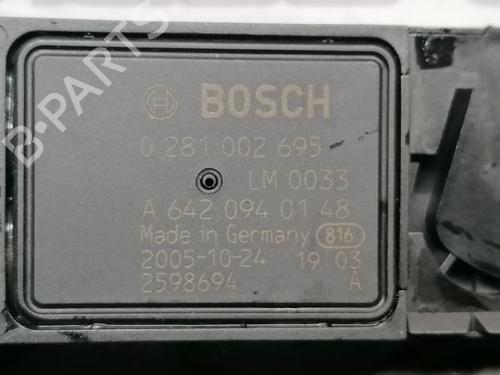 BOSCH
0 281 002 695
LM 0033
A 642 094 01 48
Made in Germany 816
2005-10-24 19:03
2598694 A